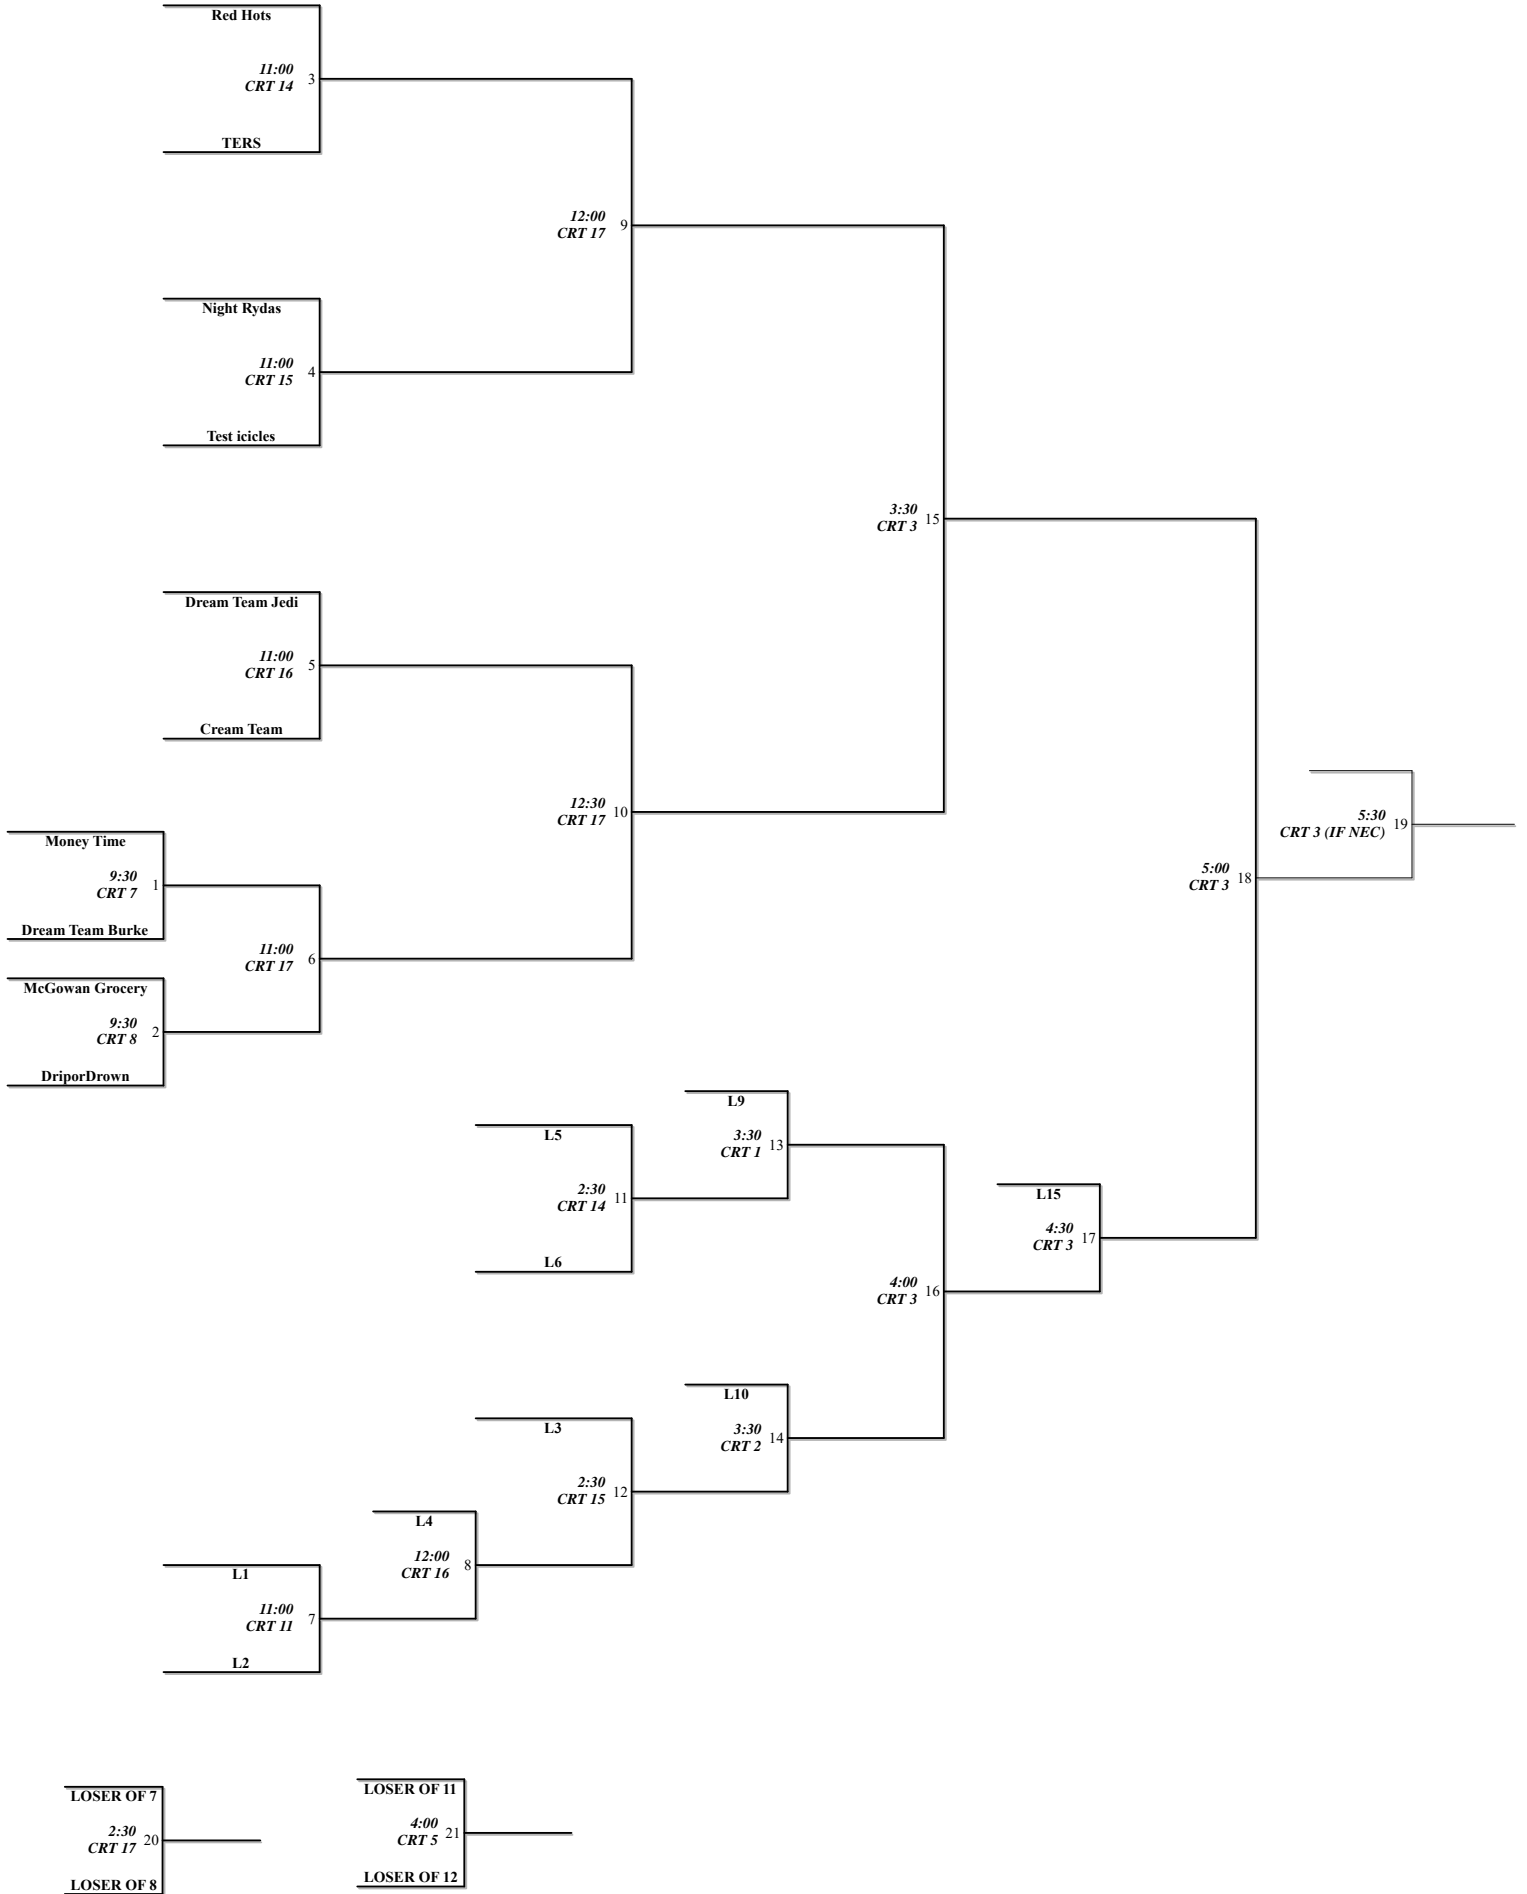 Red Hots
11:00
CRT 14
3
TERS
12:00
CRT 17
9
Night Rydas
11:00
CRT 15
4
Test icicles
3:30
CRT 3
15
Dream Team Jedi
11:00
CRT 16
5
Cream Team
12:30
CRT 17
10
Money Time
9:30
CRT 7
1
Dream Team Burke
11:00
CRT 17
6
McGowan Grocery
9:30
CRT 8
2
DriporDrown
5:30
CRT 3 (IF NEC)
19
5:00
CRT 3
18
L9
3:30
CRT 1
13
L5
2:30
CRT 14
11
L6
L15
4:30
CRT 3
17
4:00
CRT 3
16
L10
3:30
CRT 2
14
L3
2:30
CRT 15
12
L4
12:00
CRT 16
8
L1
11:00
CRT 11
7
L2
LOSER OF 7
2:30
CRT 17
20
LOSER OF 8
LOSER OF 11
4:00
CRT 5
21
LOSER OF 12